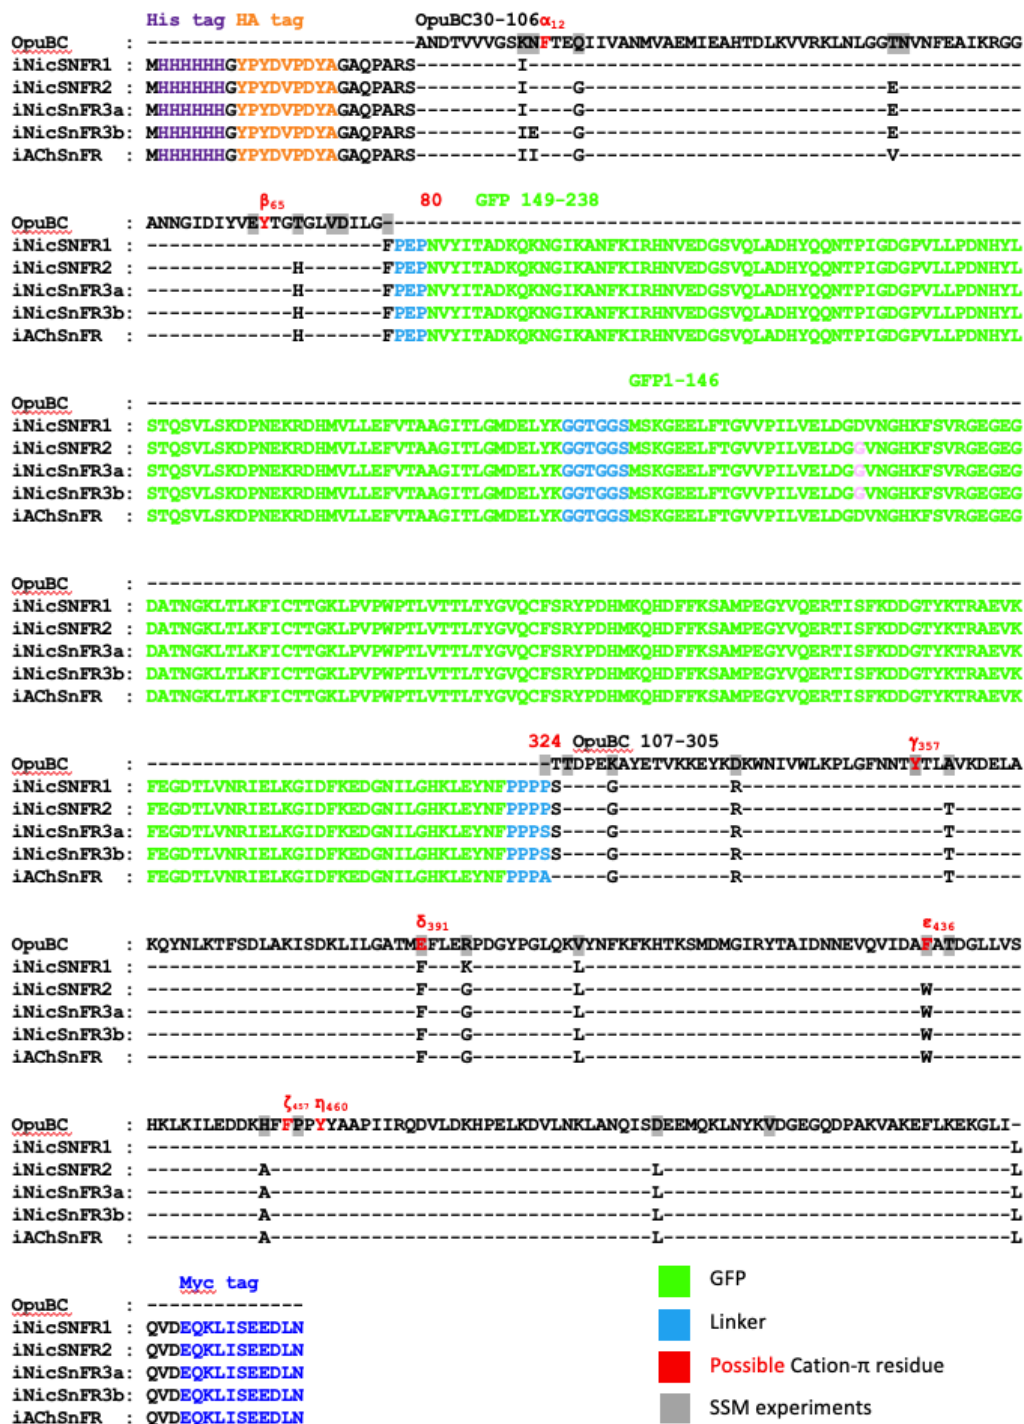 His tag HA tag OpuBC30-106α12
OpuBC : ------------------------ANDTVVVGSKNFTEQIIVANMVAEMIEAHTDLKVVRKLNLGGTNVNFEAIKRGG
iNicSNFR1 : MHHHHHHGYPYDVPDYAGAQPARS---------I--------------------------------------------
iNicSNFR2 : MHHHHHHGYPYDVPDYAGAQPARS---------I----G---------------------------E-----------
iNicSnFR3a: MHHHHHHGYPYDVPDYAGAQPARS---------I----G---------------------------E-----------
iNicSnFR3b: MHHHHHHGYPYDVPDYAGAQPARS---------IE---G---------------------------E-----------
iAChSnFR : MHHHHHHGYPYDVPDYAGAQPARS---------II---G---------------------------V-----------
β65 80 GFP 149-238
OpuBC : ANNGIDIYVEYTGTGLVDILG---------------------------------------------------------
iNicSNFR1 : ---------------------FPEPNVYITADKQKNGIKANFKIRHNVEDGSVQLADHYQQNTPIGDGPVLLPDNHYL
iNicSNFR2 : -------------H-------FPEPNVYITADKQKNGIKANFKIRHNVEDGSVQLADHYQQNTPIGDGPVLLPDNHYL
iNicSnFR3a: -------------H-------FPEPNVYITADKQKNGIKANFKIRHNVEDGSVQLADHYQQNTPIGDGPVLLPDNHYL
iNicSnFR3b: -------------H-------FPEPNVYITADKQKNGIKANFKIRHNVEDGSVQLADHYQQNTPIGDGPVLLPDNHYL
iAChSnFR : -------------H-------FPEPNVYITADKQKNGIKANFKIRHNVEDGSVQLADHYQQNTPIGDGPVLLPDNHYL
GFP1-146
OpuBC : ------------------------------------------------------------------------------
iNicSNFR1 : STQSVLSKDPNEKRDHMVLLEFVTAAGITLGMDELYKGGTGGSMSKGEELFTGVVPILVELDGDVNGHKFSVRGEGEG
iNicSNFR2 : STQSVLSKDPNEKRDHMVLLEFVTAAGITLGMDELYKGGTGGSMSKGEELFTGVVPILVELDGGVNGHKFSVRGEGEG
iNicSnFR3a: STQSVLSKDPNEKRDHMVLLEFVTAAGITLGMDELYKGGTGGSMSKGEELFTGVVPILVELDGGVNGHKFSVRGEGEG
iNicSnFR3b: STQSVLSKDPNEKRDHMVLLEFVTAAGITLGMDELYKGGTGGSMSKGEELFTGVVPILVELDGGVNGHKFSVRGEGEG
iAChSnFR : STQSVLSKDPNEKRDHMVLLEFVTAAGITLGMDELYKGGTGGSMSKGEELFTGVVPILVELDGDVNGHKFSVRGEGEG
OpuBC : ------------------------------------------------------------------------------
iNicSNFR1 : DATNGKLTLKFICTTGKLPVPWPTLVTTLTYGVQCFSRYPDHMKQHDFFKSAMPEGYVQERTISFKDDGTYKTRAEVK
iNicSNFR2 : DATNGKLTLKFICTTGKLPVPWPTLVTTLTYGVQCFSRYPDHMKQHDFFKSAMPEGYVQERTISFKDDGTYKTRAEVK
iNicSnFR3a: DATNGKLTLKFICTTGKLPVPWPTLVTTLTYGVQCFSRYPDHMKQHDFFKSAMPEGYVQERTISFKDDGTYKTRAEVK
iNicSnFR3b: DATNGKLTLKFICTTGKLPVPWPTLVTTLTYGVQCFSRYPDHMKQHDFFKSAMPEGYVQERTISFKDDGTYKTRAEVK
iAChSnFR : DATNGKLTLKFICTTGKLPVPWPTLVTTLTYGVQCFSRYPDHMKQHDFFKSAMPEGYVQERTISFKDDGTYKTRAEVK
324 OpuBC 107-305 γ357
OpuBC : ------------------------------------TTDPEKAYETVKKEYKDKWNIVWLKPLGFNNTYTLAVKDELA
iNicSNFR1 : FEGDTLVNRIELKGIDFKEDGNILGHKLEYNFPPPPS----G----------R-------------------------
iNicSNFR2 : FEGDTLVNRIELKGIDFKEDGNILGHKLEYNFPPPPS----G----------R------------------T------
iNicSnFR3a: FEGDTLVNRIELKGIDFKEDGNILGHKLEYNFPPPSS----G----------R------------------T------
iNicSnFR3b: FEGDTLVNRIELKGIDFKEDGNILGHKLEYNFPPPSS----G----------R------------------T------
iAChSnFR : FEGDTLVNRIELKGIDFKEDGNILGHKLEYNFPPPA-----G----------R------------------T------
δ391 ε436
OpuBC : KQYNLKTFSDLAKISDKLILGATMEFLERPDGYPGLQKVYNFKFKHTKSMDMGIRYTAIDNNEVQVIDAFATDGLLVS
iNicSNFR1 : ------------------------F---K---------L---------------------------------------
iNicSNFR2 : ------------------------F---G---------L------------------------------W--------
iNicSnFR3a: ------------------------F---G---------L------------------------------W--------
iNicSnFR3b: ------------------------F---G---------L------------------------------W--------
iAChSnFR : ------------------------F---G---------L------------------------------W--------
ζ457 η460
OpuBC : HKLKILEDDKHFFPPYYAAPIIRQDVLDKHPELKDVLNKLANQISDEEMQKLNYKVDGEGQDPAKVAKEFLKEKGLI-
iNicSNFR1 : -----------------------------------------------------------------------------L
iNicSNFR2 : ----------A----------------------------------L-------------------------------L
iNicSnFR3a: ----------A----------------------------------L-------------------------------L
iNicSnFR3b: ----------A----------------------------------L-------------------------------L
iAChSnFR : ----------A----------------------------------L-------------------------------L
Myc tag
OpuBC : --------------
iNicSNFR1 : QVDEQKLISEEDLN
iNicSNFR2 : QVDEQKLISEEDLN
iNicSnFR3a: QVDEQKLISEEDLN
iNicSnFR3b: QVDEQKLISEEDLN
iAChSnFR : QVDEQKLISEEDLN
GFP
Linker
Possible Cation-π residue
SSM experiments